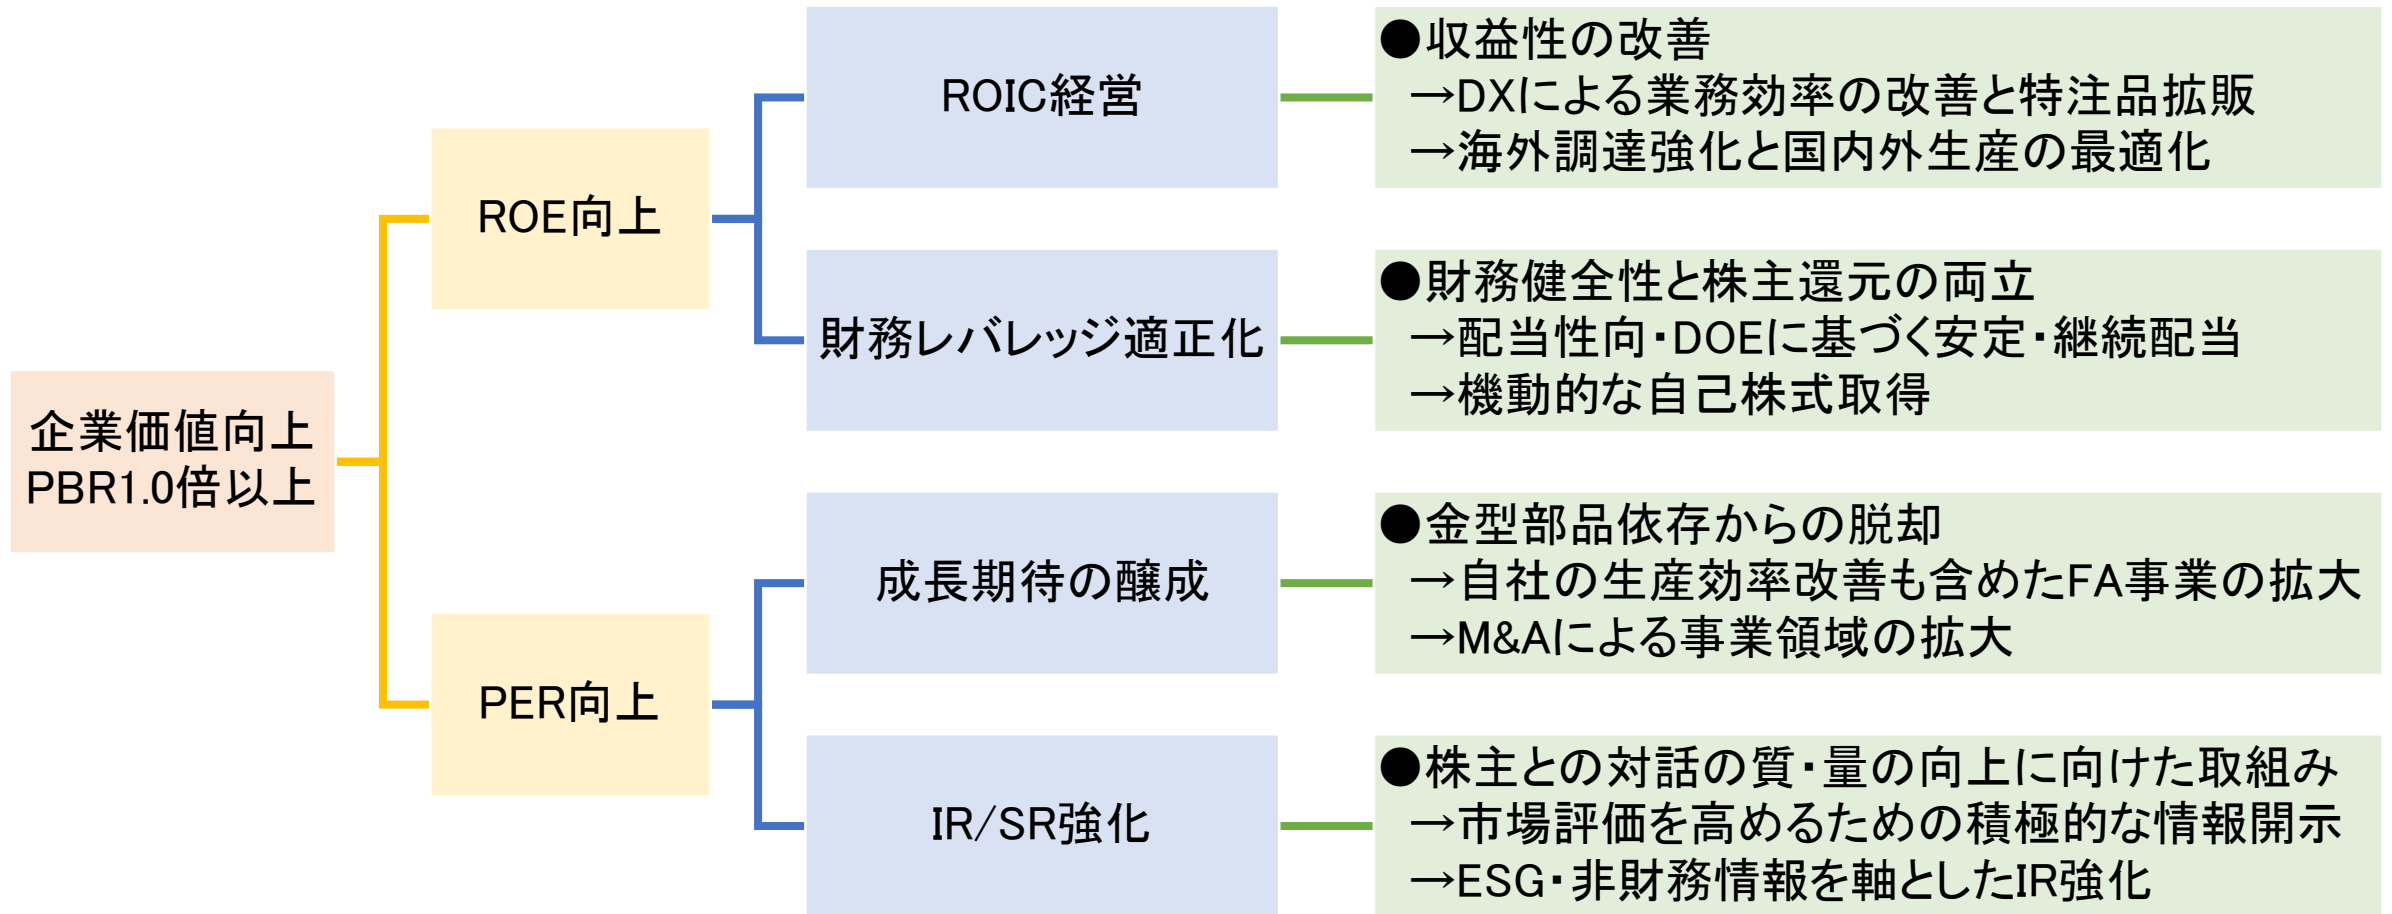 企業価値向上
PBR1.0倍以上
ROE向上
ROIC経営
●収益性の改善
→DXによる業務効率の改善と特注品拡販
→海外調達強化と国内外生産の最適化
財務レバレッジ適正化
●財務健全性と株主還元の両立
→配当性向・DOEに基づく安定・継続配当
→機動的な自己株式取得
PER向上
成長期待の醸成
●金型部品依存からの脱却
→自社の生産効率改善も含めたFA事業の拡大
→M&Aによる事業領域の拡大
IR/SR強化
●株主との対話の質・量の向上に向けた取組み
→市場評価を高めるための積極的な情報開示
→ESG・非財務情報を軸としたIR強化